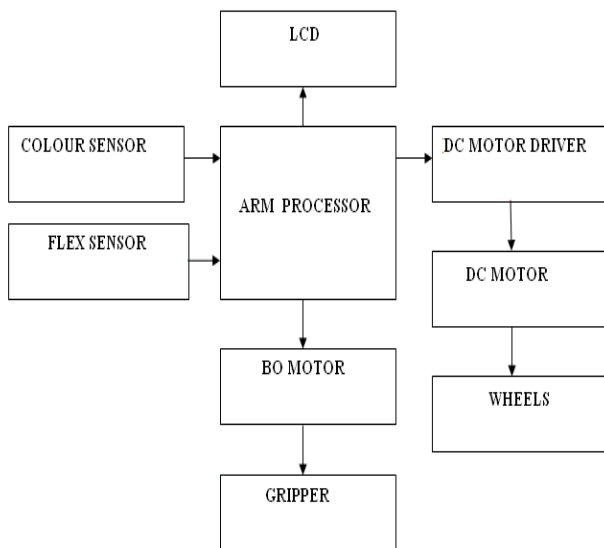 LCD
COLOUR SENSOR
DC MOTOR DRIVER
ARM PROCESSOR
FLEX SENSOR
DC MOTOR
BO MOTOR
WHEELS
GRIPPER